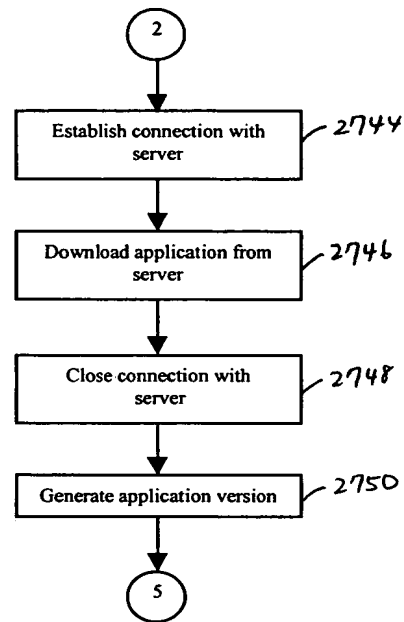 2
Establish connection with
server
2744
Download application from
server
2746
Close connection with
server
2748
Generate application version
2750
5